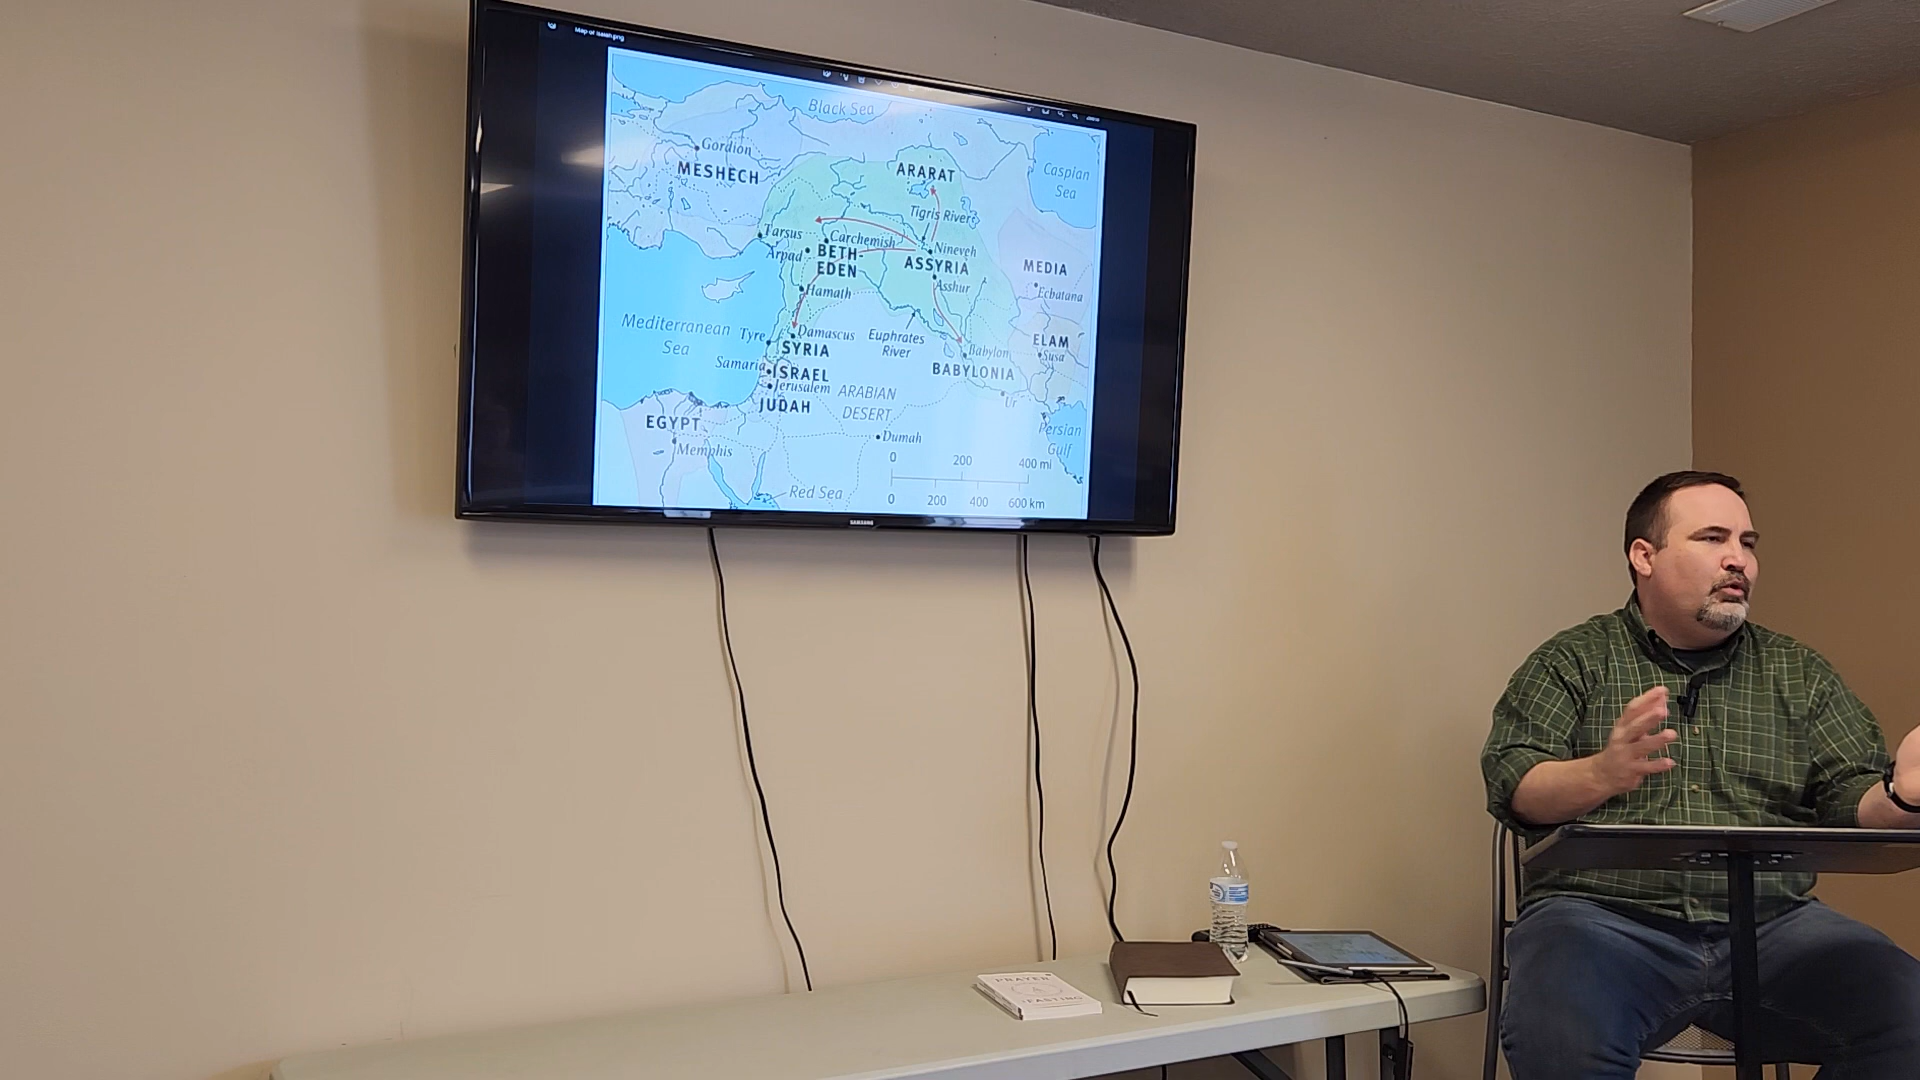 Map of Isaiah.png
Black Sea
Gordion
MESHECH
ARARAT
Caspian
Sea
Tigris River
Tarsus
Carchemish
Nineveh
Arpad
BETH-
EDEN
ASSYRIA
MEDIA
Asshur
Ecbatana
Hamath
Mediterranean
Sea
Tyre
Damascus
Euphrates
River
SYRIA
Babylon
ELAM
Susa
Samaria
ISRAEL
BABYLONIA
Jerusalem
ARABIAN
DESERT
JUDAH
Ur
EGYPT
Memphis
Dumah
Persian
Gulf
0 200 400 mi
Red Sea
0 200 400 600 km
SAMSUNG
PRAYER
FASTING